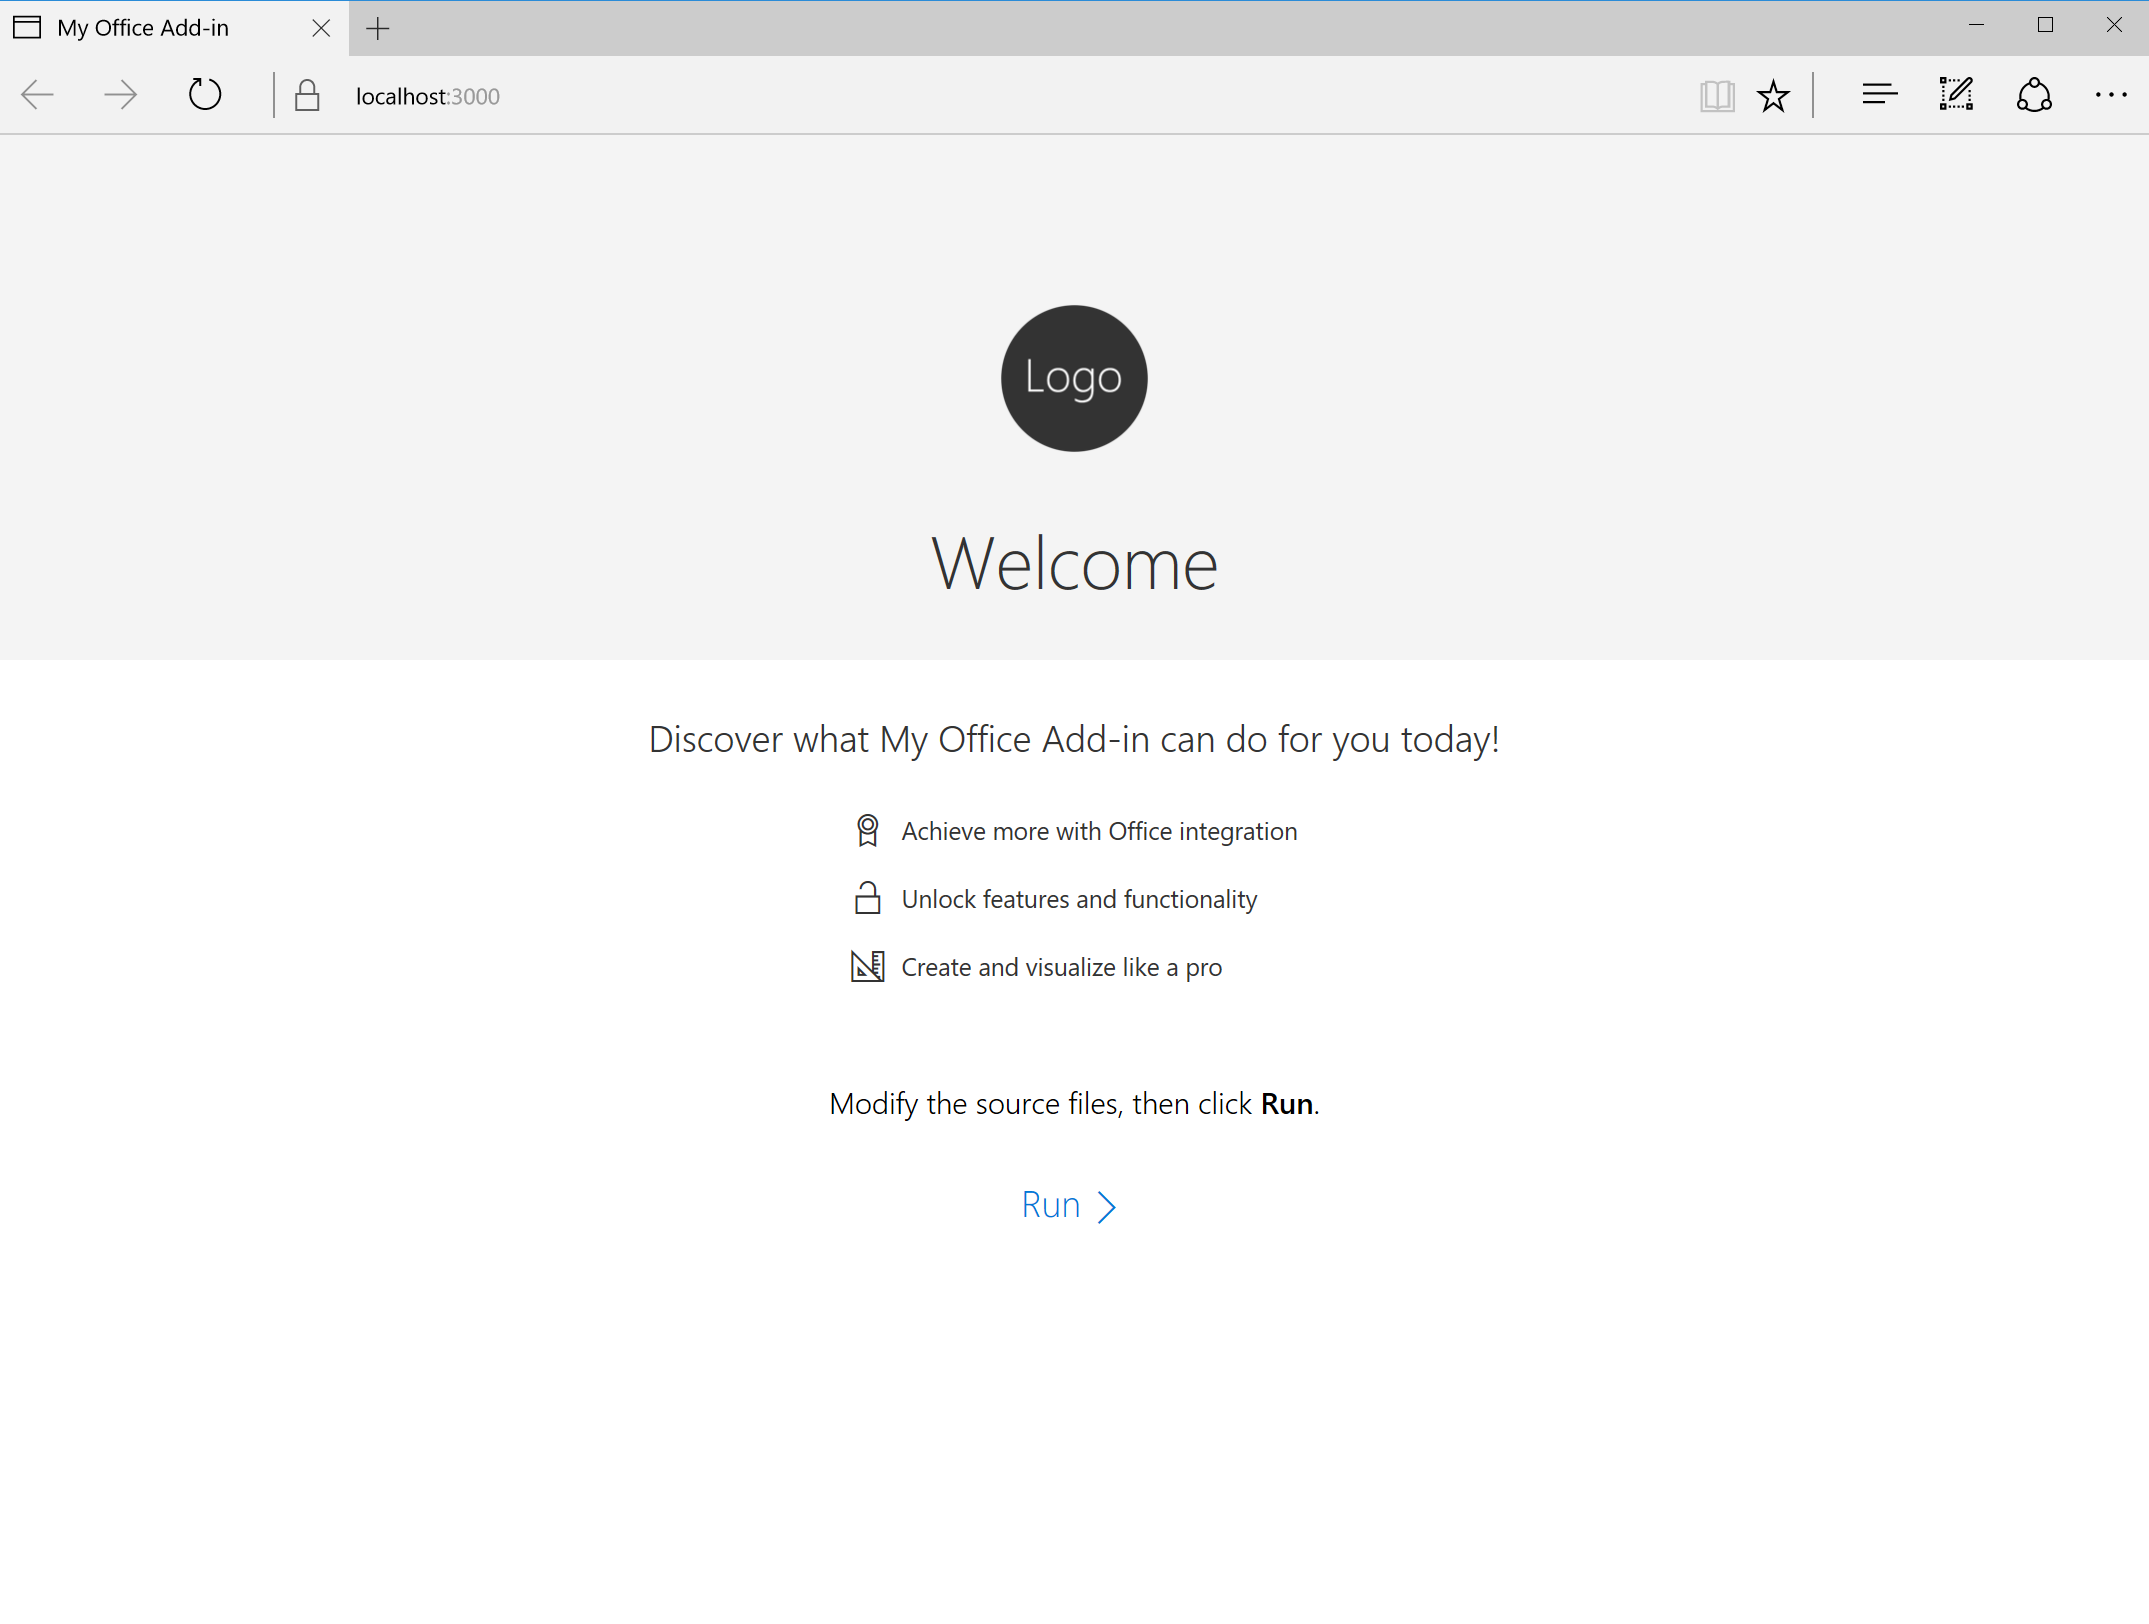 My Office Add-in
localhost:3000
Logo
Welcome
Discover what My Office Add-in can do for you today!
Achieve more with Office integration
Unlock features and functionality
Create and visualize like a pro
Modify the source files, then click Run.
Run